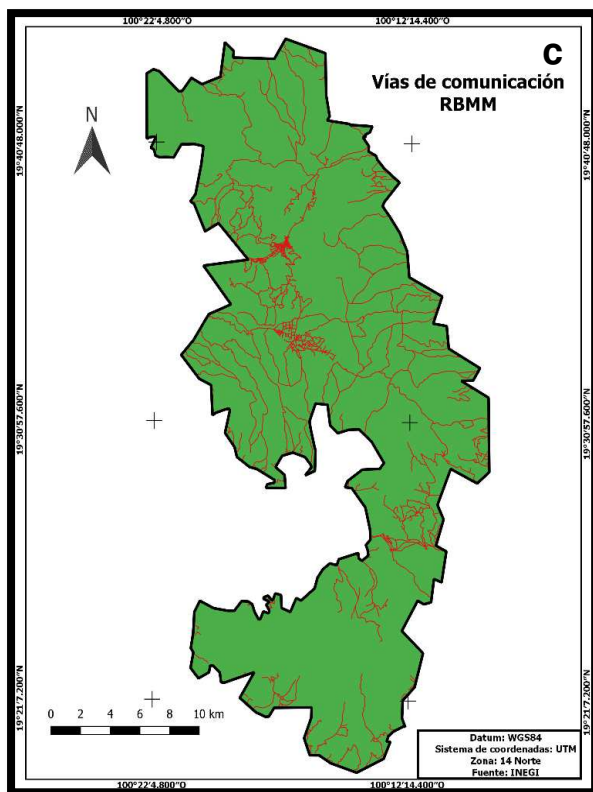 100°22'4.800"O 100°12'14.400"O
C
Vías de comunicación
RBMM
N
19°40'48.000"N 19°40'48.000"N
19°30'57.600"N 19°30'57.600"N
19°21'7.200"N 19°21'7.200"N
0 2 4 6 8 10 km
Datum: WGS84
Sistema de coordenadas: UTM
Zona: 14 Norte
Fuente: INEGI
100°22'4.800"O 100°12'14.400"O